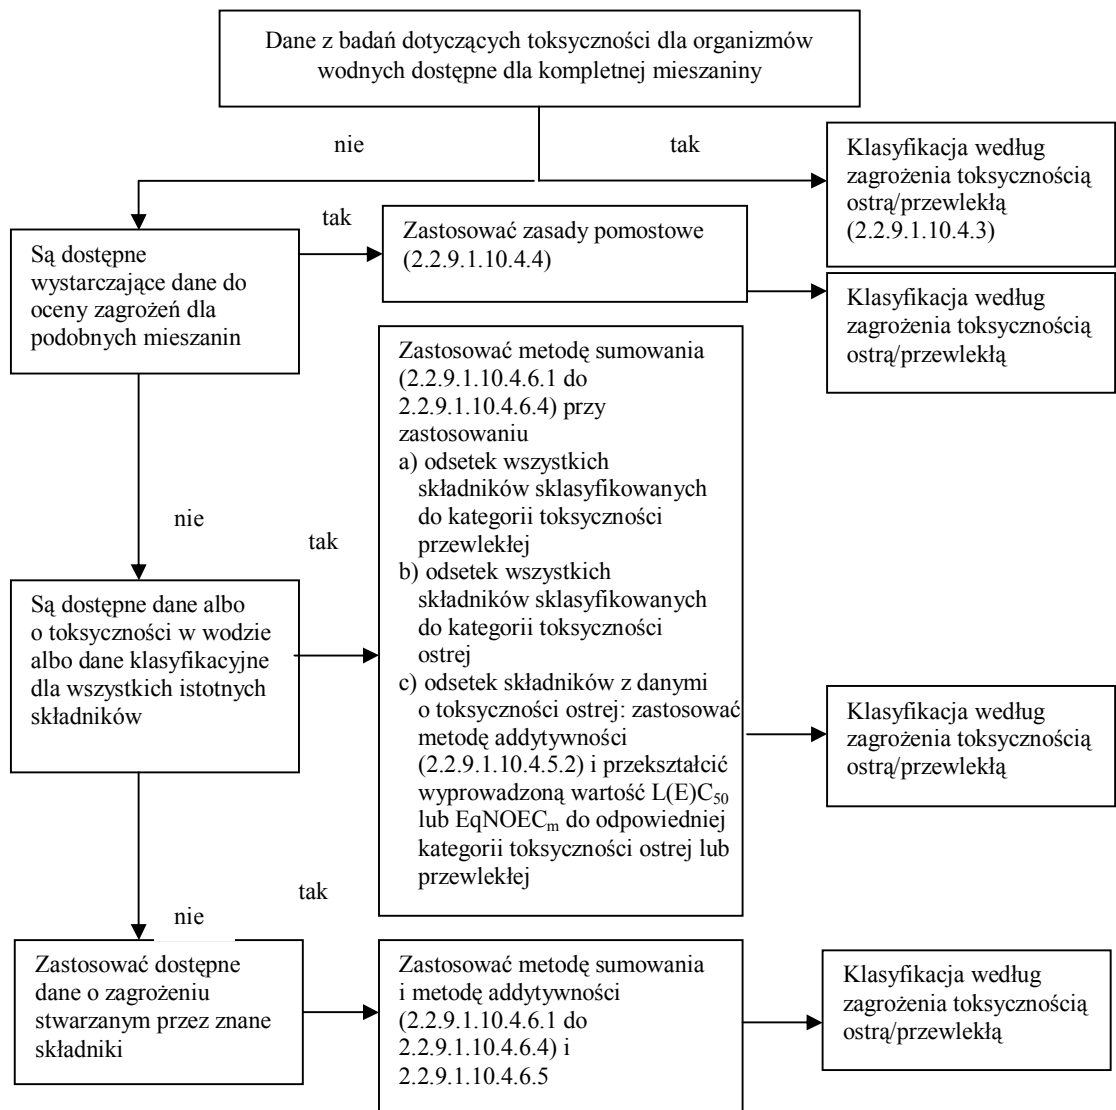 Dane z badań dotyczących toksyczności dla organizmów
wodnych dostępne dla kompletnej mieszaniny
nie
tak
Klasyfikacja według
zagrożenia toksycznością
ostrą/przewlekłą
(2.2.9.1.10.4.3)
Są dostępne
wystarczające dane do
oceny zagrożeń dla
podobnych mieszanin
tak
Zastosować zasady pomostowe
(2.2.9.1.10.4.4)
Klasyfikacja według
zagrożenia toksycznością
ostrą/przewlekłą
nie
tak
Są dostępne dane albo
o toksyczności w wodzie
albo dane klasyfikacyjne
dla wszystkich istotnych
składników
Zastosować metodę sumowania
(2.2.9.1.10.4.6.1 do
2.2.9.1.10.4.6.4) przy
zastosowaniu
a) odsetek wszystkich
składników sklasyfikowanych
do kategorii toksyczności
przewlekłej
b) odsetek wszystkich
składników sklasyfikowanych
do kategorii toksyczności
ostrej
c) odsetek składników z danymi
o toksyczności ostrej: zastosować
metodę addytywności
(2.2.9.1.10.4.5.2) i przekształcić
wyprowadzoną wartość L(E)C50
lub EqNOECm do odpowiedniej
kategorii toksyczności ostrej lub
przewlekłej
Klasyfikacja według
zagrożenia toksycznością
ostrą/przewlekłą
nie
tak
Zastosować dostępne
dane o zagrożeniu
stwarzanym przez znane
składniki
Zastosować metodę sumowania
i metodę addytywności
(2.2.9.1.10.4.6.1 do
2.2.9.1.10.4.6.4) i
2.2.9.1.10.4.6.5
Klasyfikacja według
zagrożenia toksycznością
ostrą/przewlekłą